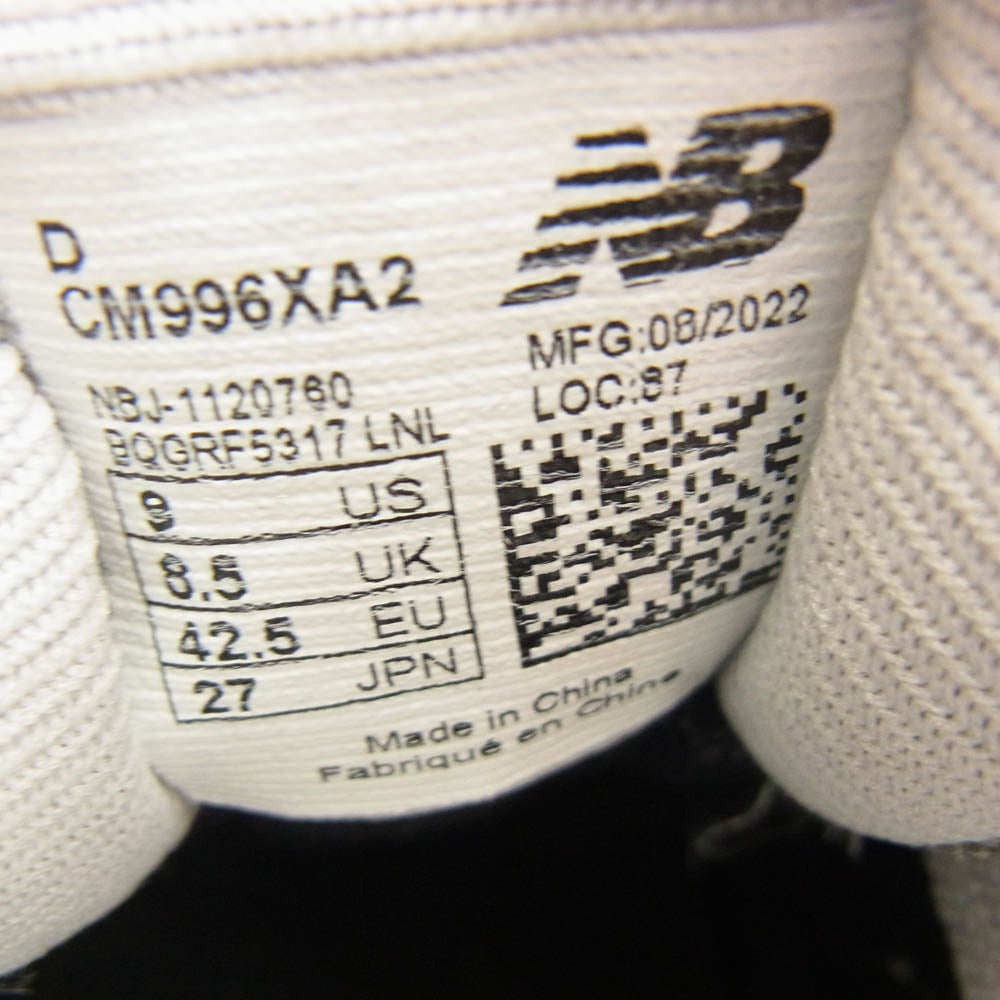 NB
D
CM996XA2
MFG:08/2022
LOC:87
NBJ-1120760
BQGRF5317 LNL
9 US
8.5 UK
42.5 EU
27 JPN
Made in China
Fabriqué en Chine